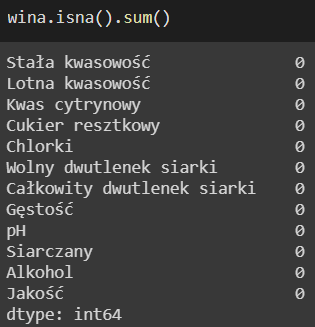 wina.isna().sum()
Stała kwasowość 0
Lotna kwasowość 0
Kwas cytrynowy 0
Cukier resztkowy 0
Chlorki 0
Wolny dwutlenek siarki 0
Całkowity dwutlenek siarki 0
Gęstość 0
pH 0
Siarczany 0
Alkohol 0
Jakość 0
dtype: int64